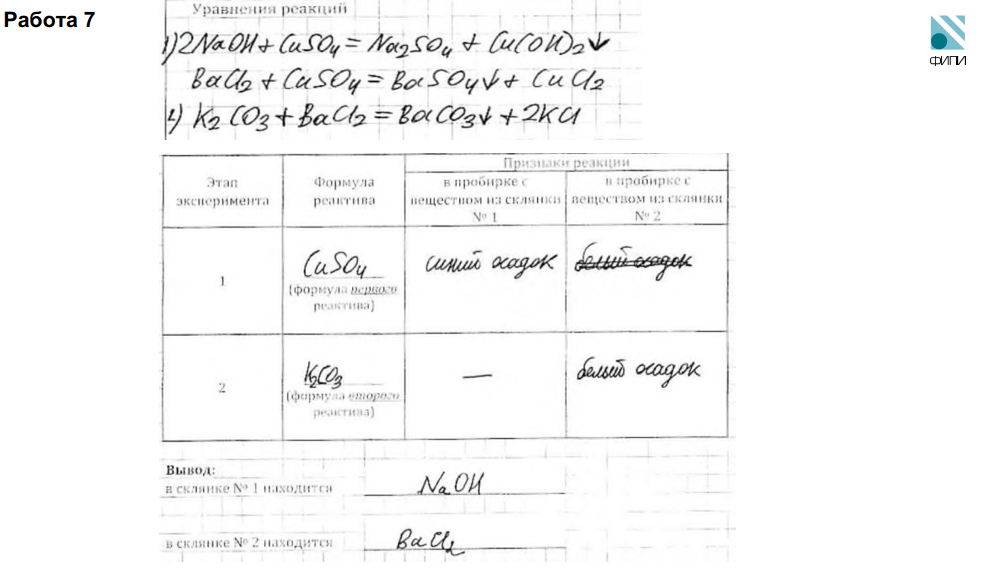 Работа 7
ФИПИ
Уравнения реакций
1) 2NaOH + CuSO4 = Na2SO4 + Cu(OH)2↓
BaCl2 + CuSO4 = BaSO4↓ + CuCl2
2) K2CO3 + BaCl2 = BaCO3↓ + 2KCl
Этап эксперимента
Формула реактива
Признаки реакции
в пробирке с
веществом из склянки
№ 1
в пробирке с
веществом из склянки
№ 2
1
CuSO4
(формула первого
реактива)
синий осадок
белый осадок
2
K2CO3
(формула второго
реактива)
—
белый осадок
Вывод:
в склянке № 1 находится NaOH
в склянке № 2 находится BaCl2